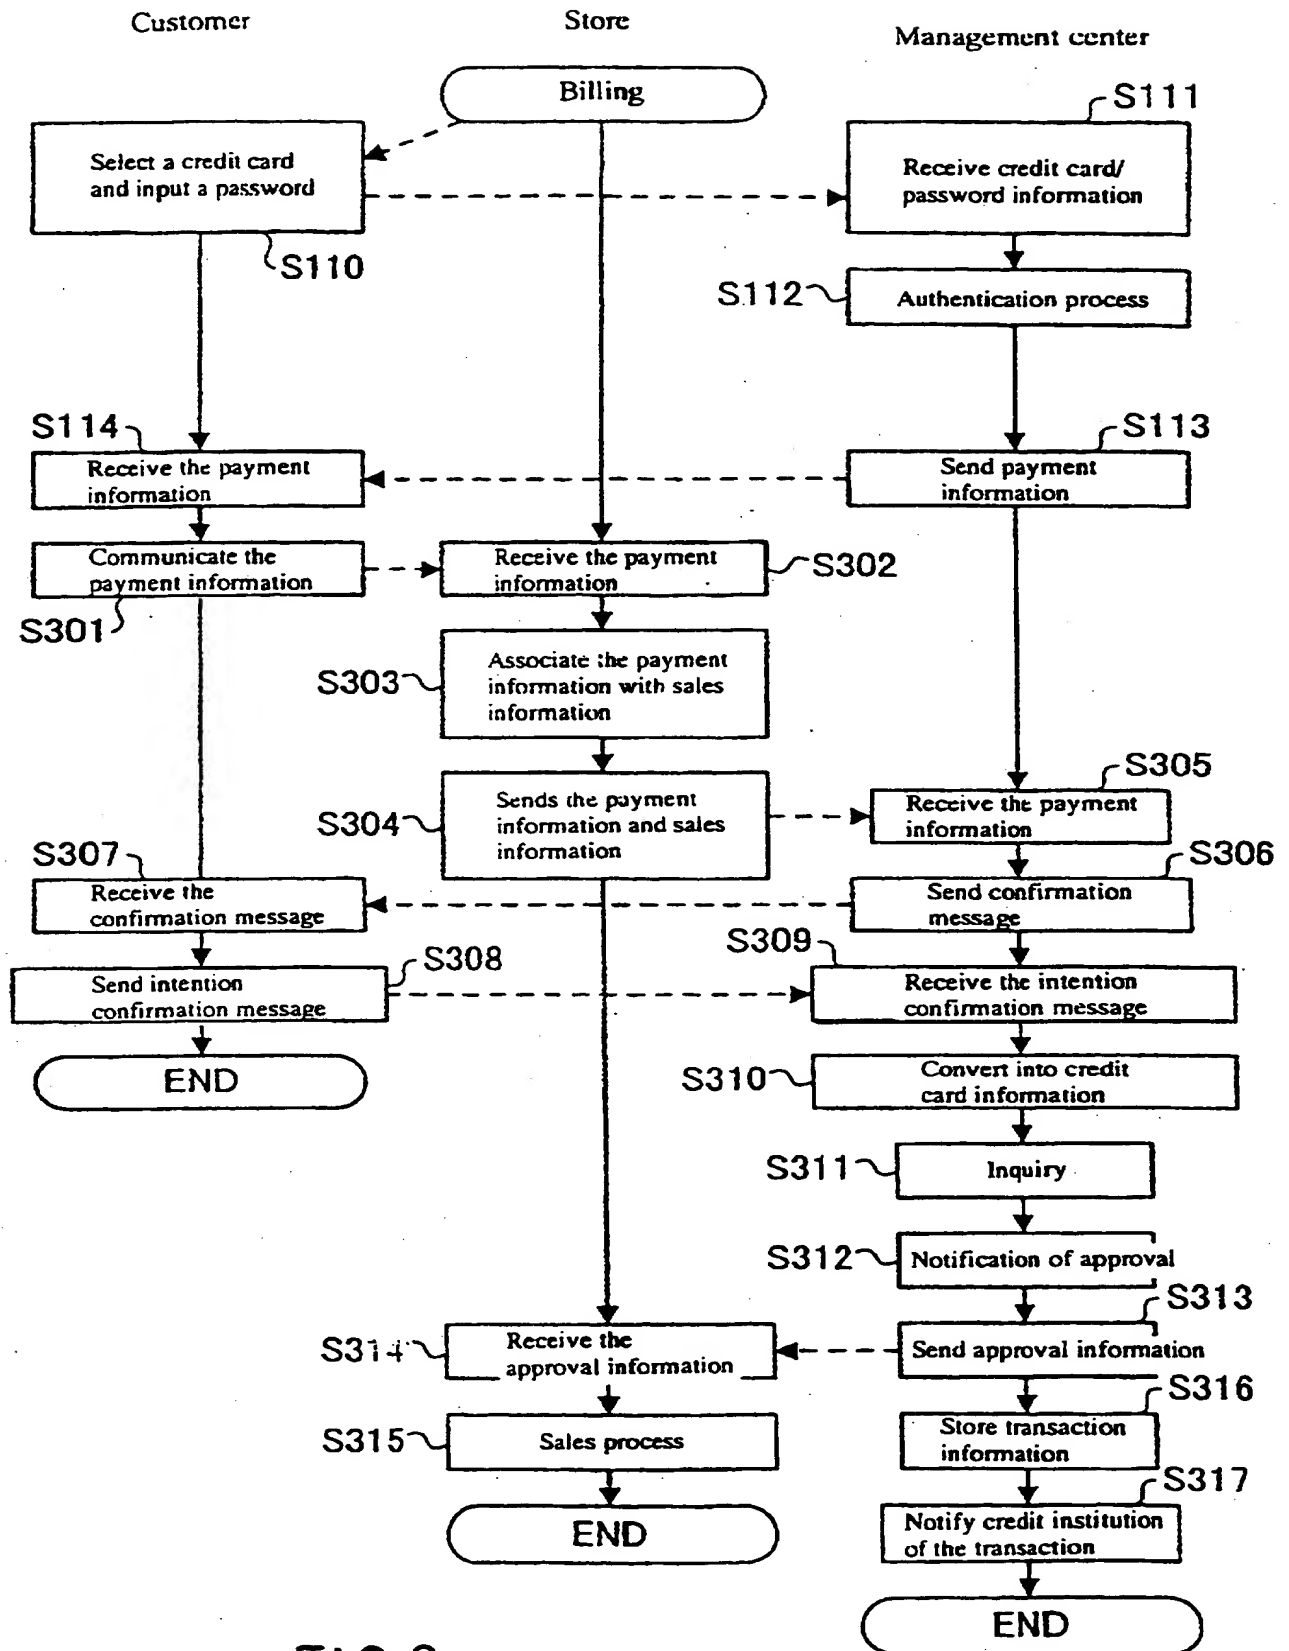 Customer
Store
Management center
Billing
S111
Select a credit card
and input a password
Receive credit card/
password information
S110
S112
Authentication process
S114
S113
Receive the payment
information
Send payment
information
Communicate the
payment information
Receive the payment
information
S302
S301
S303
Associate the payment
information with sales
information
S305
S304
Sends the payment
information and sales
information
Receive the payment
information
S307
S306
Receive the
confirmation message
Send confirmation
message
S309
S308
Send intention
confirmation message
Receive the intention
confirmation message
END
S310
Convert into credit
card information
S311
Inquiry
S312
Notification of approval
S313
S314
Receive the
approval information
Send approval information
S316
S315
Sales process
Store transaction
information
S317
END
Notify credit institution
of the transaction
END